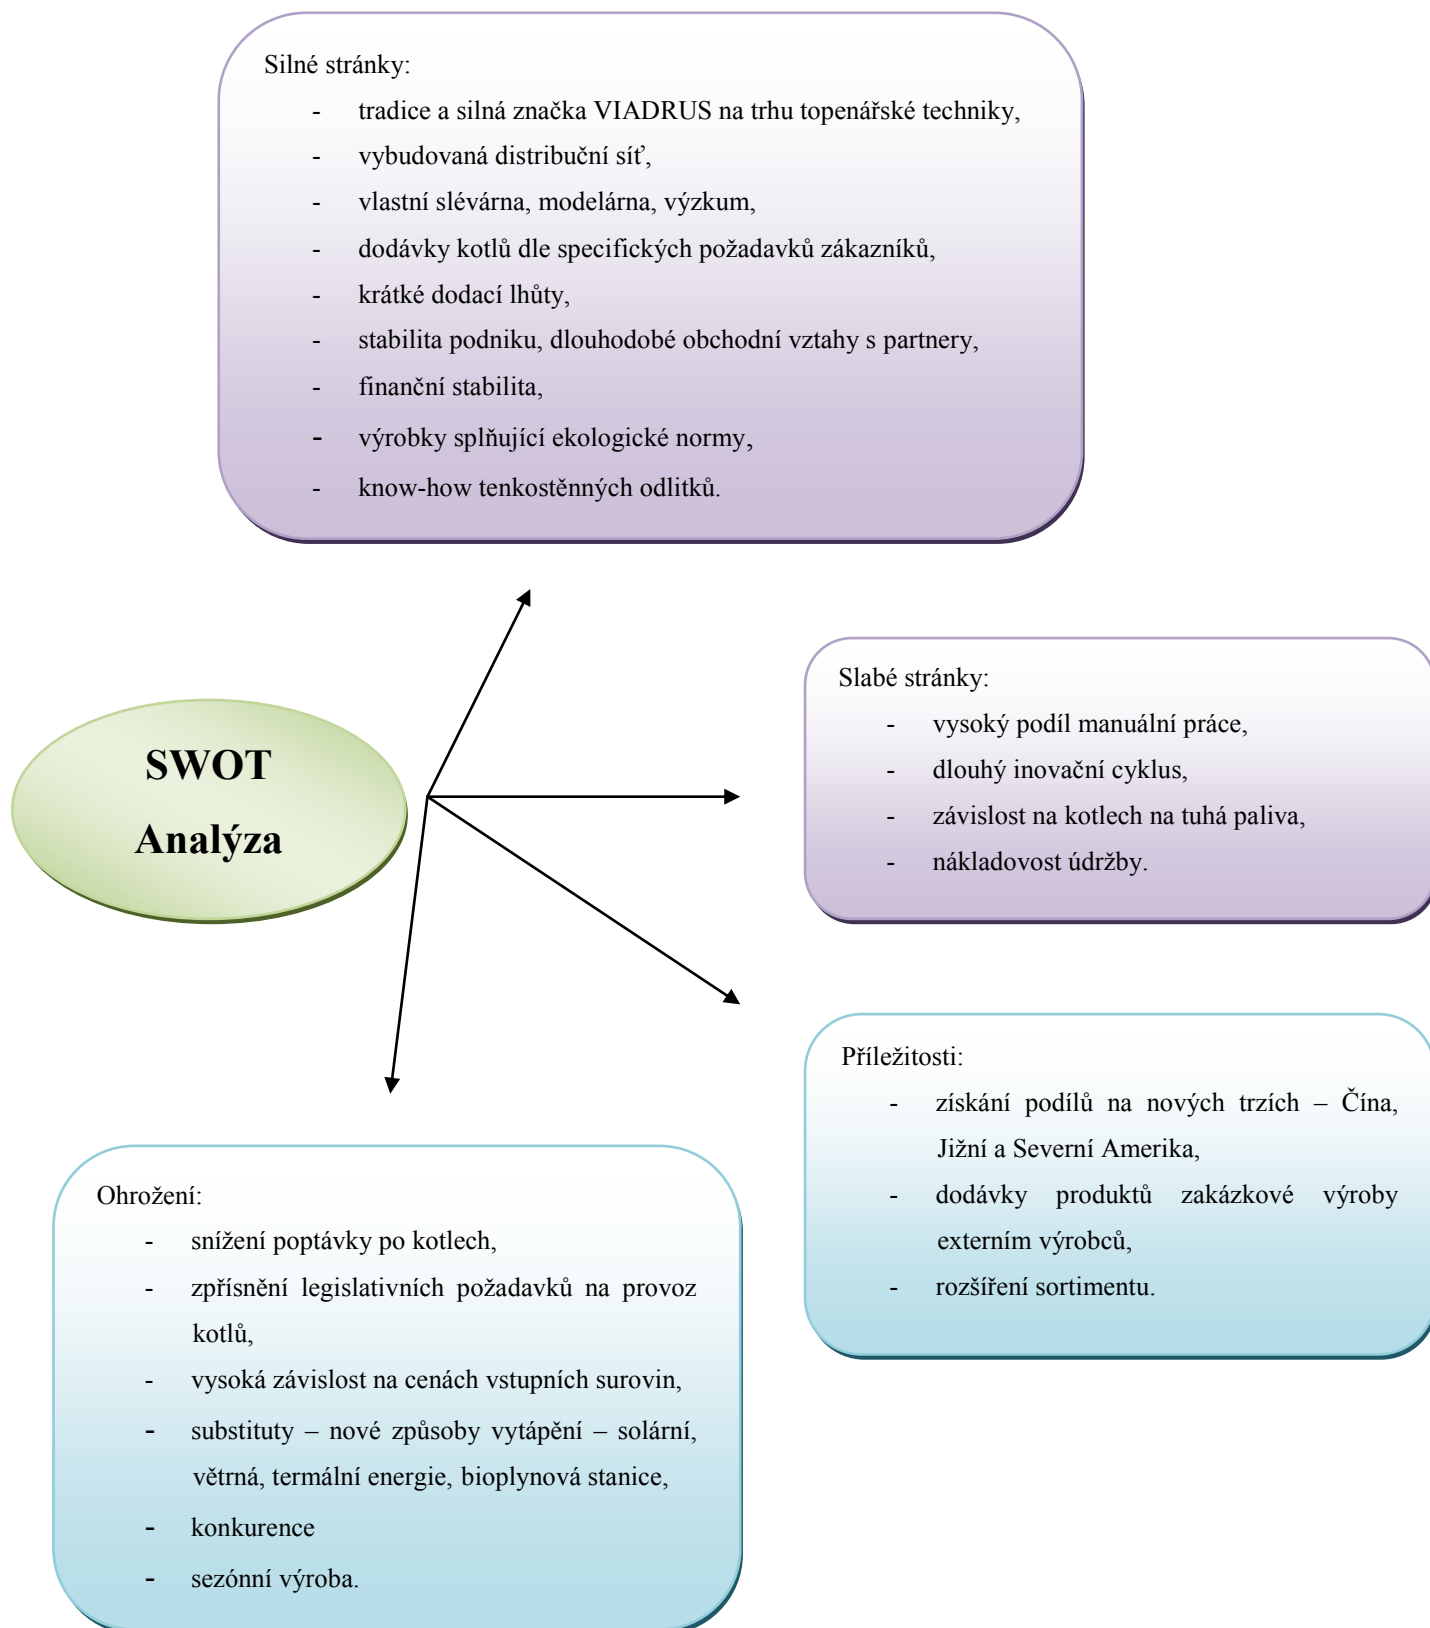 Silné stránky:
- tradice a silná značka VIADRUS na trhu topenářské techniky,
- vybudovaná distribuční síť,
- vlastní slévárna, modelárna, výzkum,
- dodávky kotlů dle specifických požadavků zákazníků,
- krátké dodací lhůty,
- stabilita podniku, dlouhodobé obchodní vztahy s partnery,
- finanční stabilita,
- výrobky splňující ekologické normy,
- know-how tenkostěnných odlitků.
SWOT
Analýza
Slabé stránky:
- vysoký podíl manuální práce,
- dlouhý inovační cyklus,
- závislost na kotlech na tuhá paliva,
- nákladovost údržby.
Příležitosti:
- získání podílů na nových trzích – Čína,
Jižní a Severní Amerika,
- dodávky produktů zakázkové výroby
externím výrobců,
- rozšíření sortimentu.
Ohrožení:
- snížení poptávky po kotlech,
- zpřísnění legislativních požadavků na provoz
kotlů,
- vysoká závislost na cenách vstupních surovin,
- substituty – nové způsoby vytápění – solární,
větrná, termální energie, bioplynová stanice,
- konkurence
- sezónní výroba.